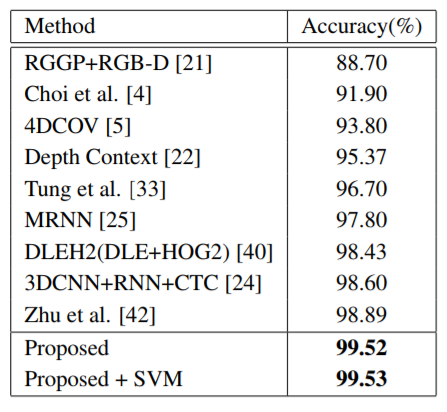 Method Accuracy(%)
RGGP+RGB-D [21] 88.70
Choi et al. [4] 91.90
4DCOV [5] 93.80
Depth Context [22] 95.37
Tung et al. [33] 96.70
MRNN [25] 97.80
DLEH2(DLE+HOG2) [40] 98.43
3DCNN+RNN+CTC [24] 98.60
Zhu et al. [42] 98.89
Proposed 99.52
Proposed + SVM 99.53